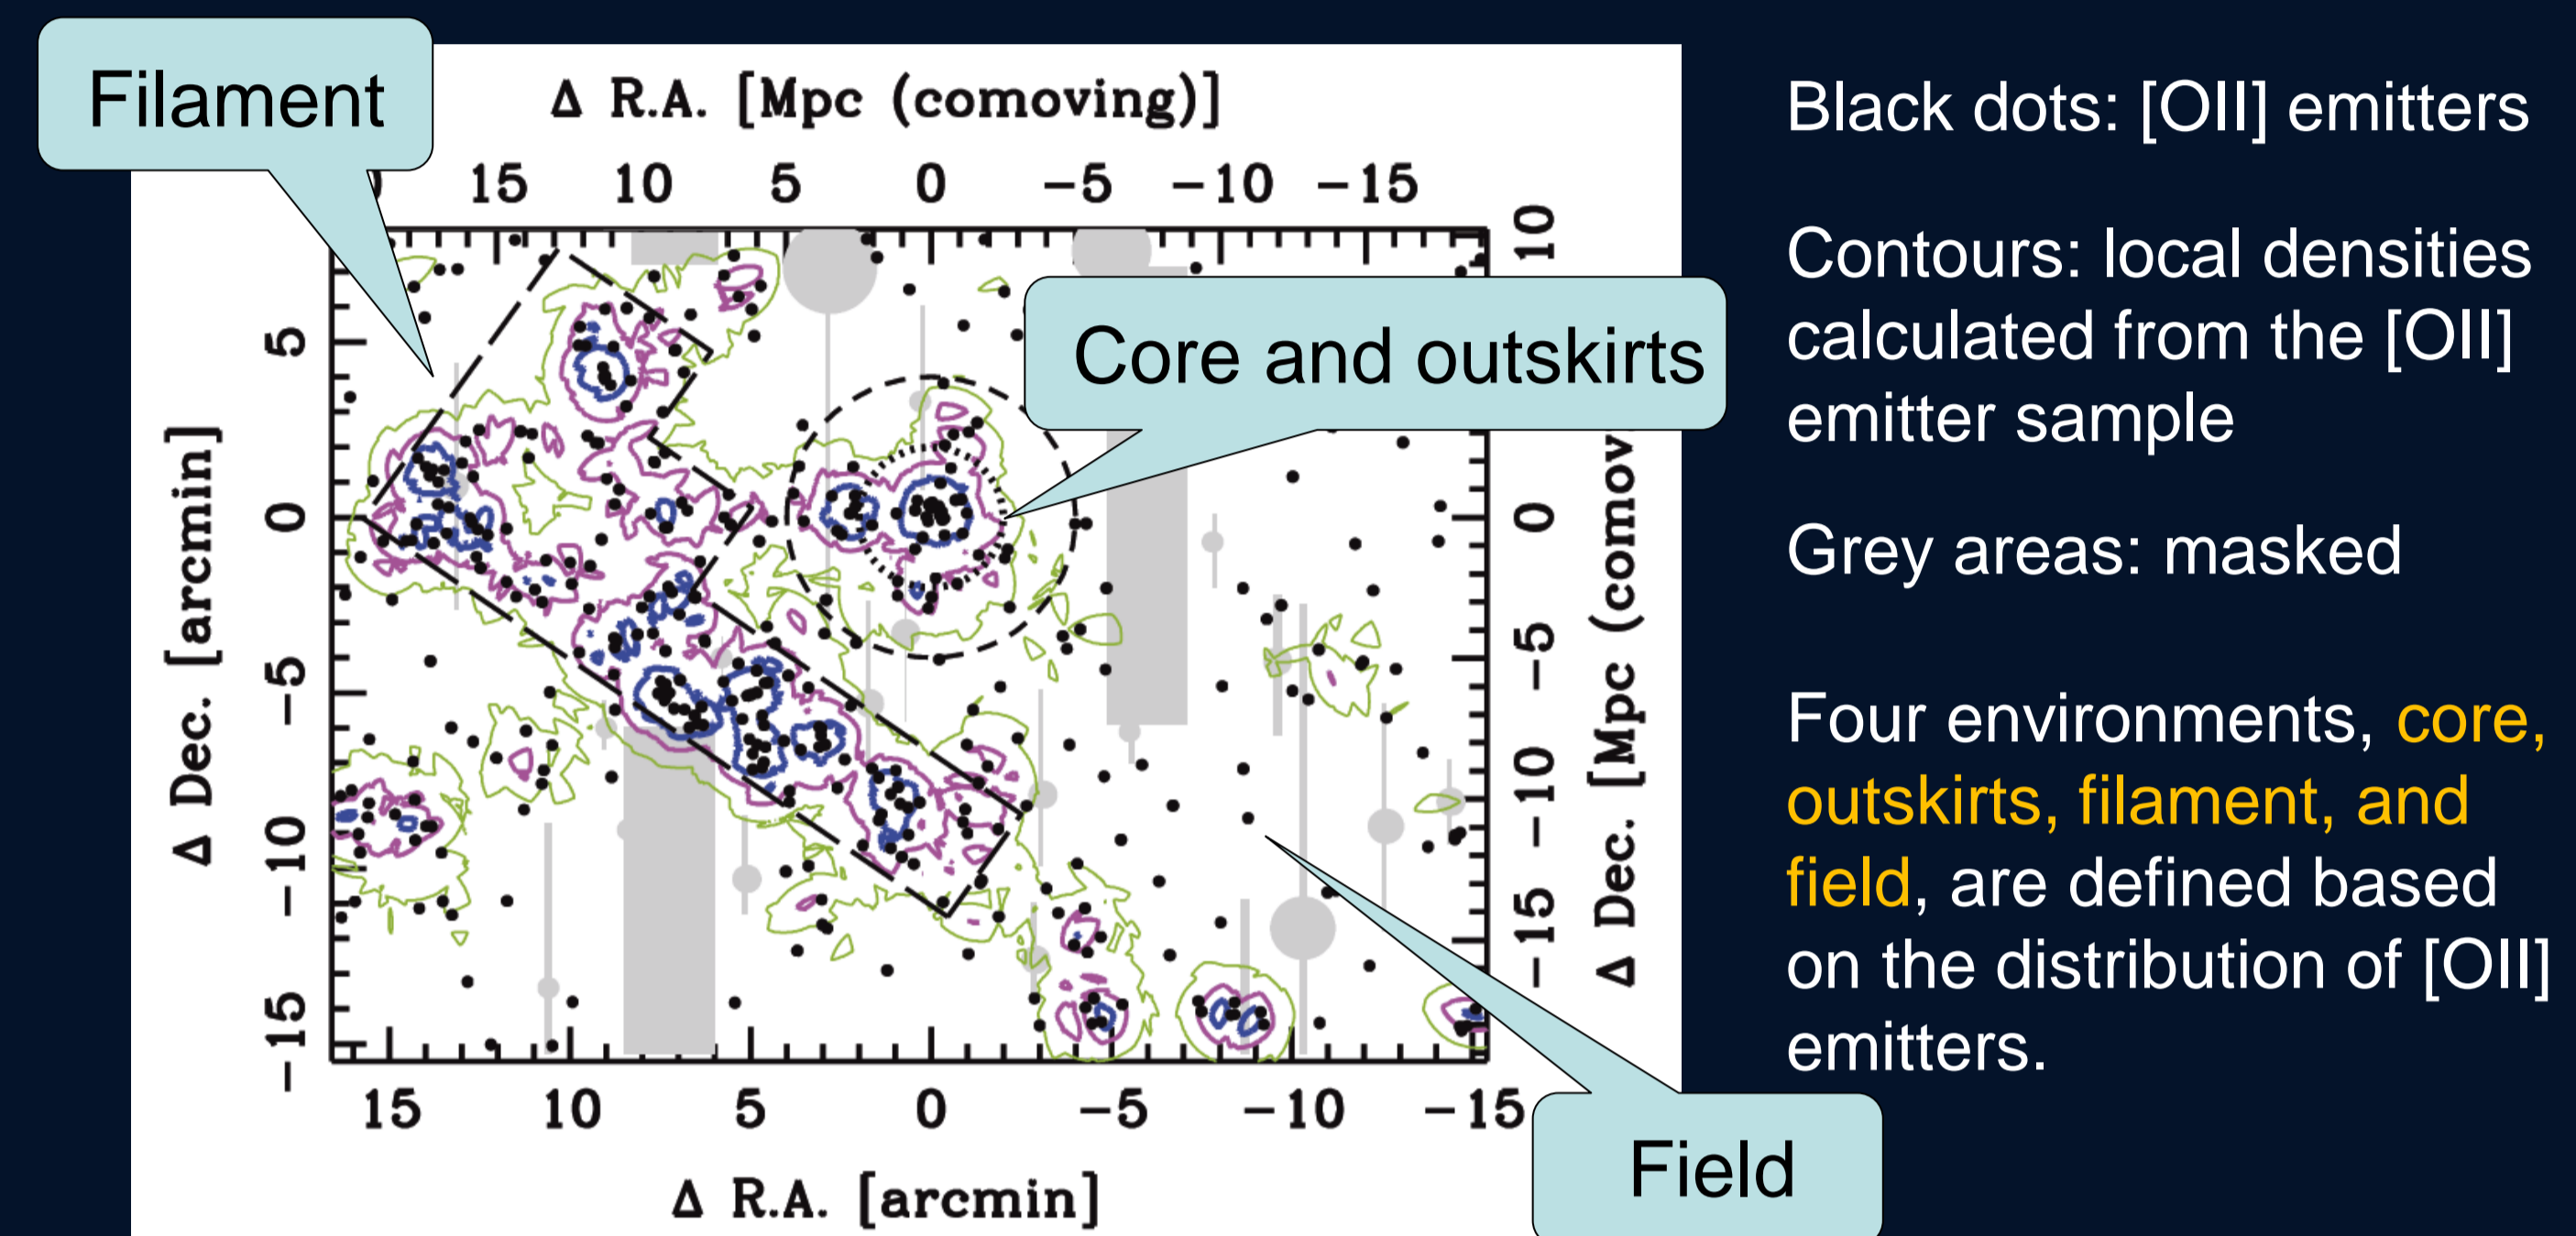 Filament
Δ R.A. [Mpc (comoving)]
15 10 5 0 −5 −10 −15
Core and outskirts
Δ Dec. [arcmin]
5
0
−5
−10
−15
10
0
−5
−10
−15
Δ Dec. [Mpc
15 10 5 0 −5 −10 −15
Δ R.A. [arcmin]
Field
Black dots: [OII] emitters
Contours: local densities
calculated from the [OII]
emitter sample
Grey areas: masked
Four environments, core,
outskirts, filament, and
field, are defined based
on the distribution of [OII]
emitters.